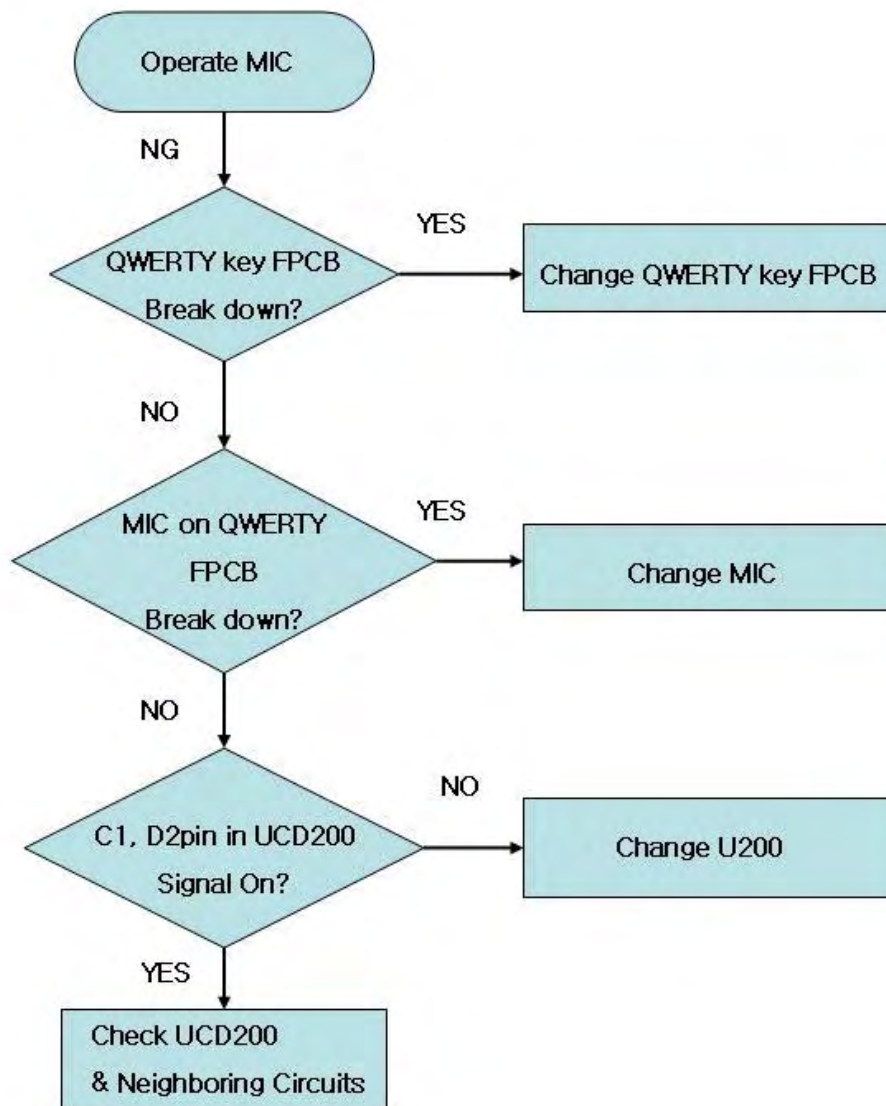 Operate MIC
NG
QWERTY key FPCB
Break down?
YES
Change QWERTY key FPCB
NO
MIC on QWERTY
FPCB
Break down?
YES
Change MIC
NO
C1, D2pin in UCD200
Signal On?
NO
Change U200
YES
Check UCD200
& Neighboring Circuits